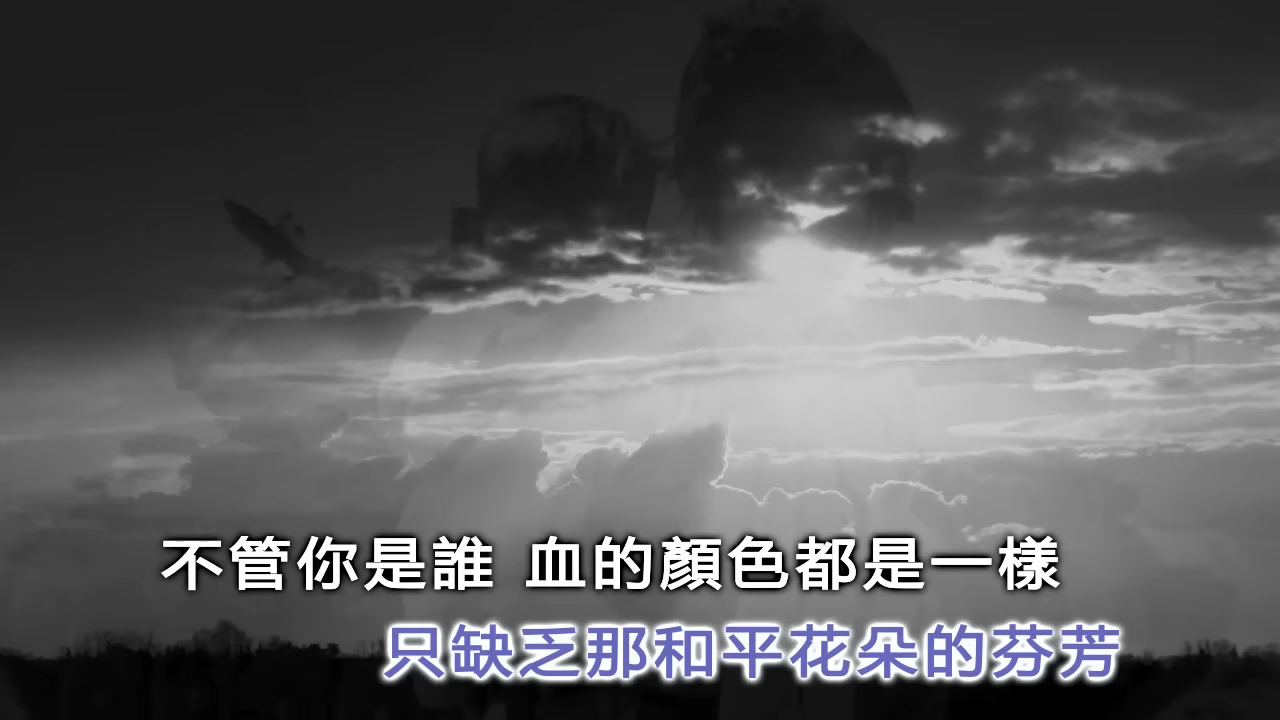 不管你是誰 血的顏色都是一樣
只缺乏那和平花朵的芬芳